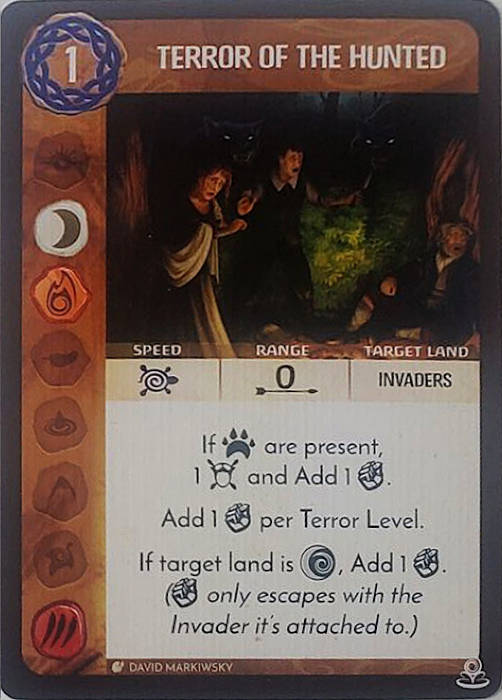 1
TERROR OF THE HUNTED
SPEED RANGE TARGET LAND
0 INVADERS
If are present,
1 and Add 1 .
Add 1 per Terror Level.
If target land is , Add 1 .
( only escapes with the
Invader it's attached to.)
DAVID MARKIWSKY